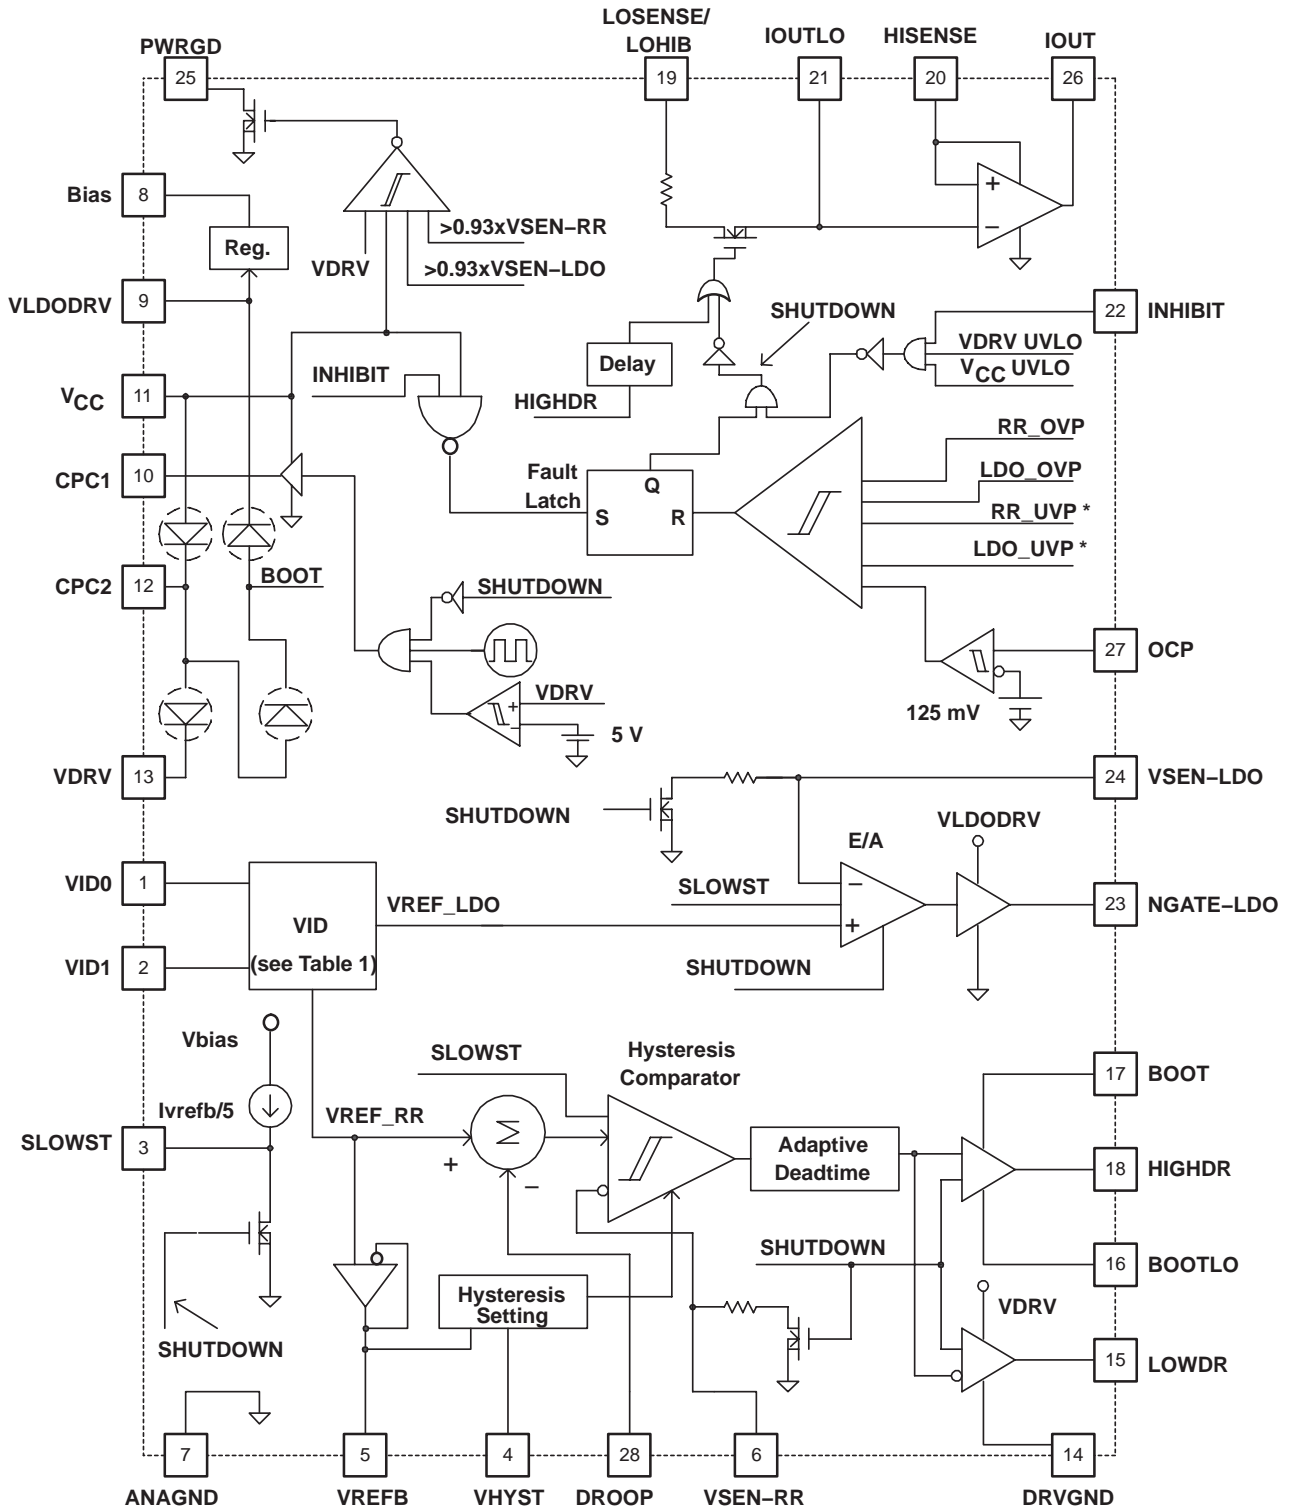 LOSENSE/
LOHIB
IOUTLO
HISENSE
IOUT
PWRGD
25
19
21
20
26
Bias
8
+
−
>0.93xVSEN−RR
Reg.
VDRV
>0.93xVSEN−LDO
VLDODRV
9
SHUTDOWN
22
INHIBIT
VDRV UVLO
VCC UVLO
Delay
INHIBIT
HIGHDR
VCC
11
RR_OVP
CPC1
10
Fault
Latch
Q
S
R
LDO_OVP
RR_UVP *
LDO_UVP *
CPC2
12
BOOT
SHUTDOWN
27
OCP
VDRV
+
−
5 V
125 mV
VDRV
13
24
VSEN−LDO
SHUTDOWN
VLDODRV
E/A
VID0
1
SLOWST
−
+
23
NGATE−LDO
VREF_LDO
VID
(see Table 1)
VID1
2
SHUTDOWN
Vbias
SLOWST
Hysteresis
Comparator
17
BOOT
Ivrefb/5
VREF_RR
Σ
+
−
Adaptive
Deadtime
SLOWST
3
18
HIGHDR
SHUTDOWN
16
BOOTLO
Hysteresis
Setting
VDRV
SHUTDOWN
15
LOWDR
7
5
4
28
6
14
ANAGND
VREFB
VHYST
DROOP
VSEN−RR
DRVGND